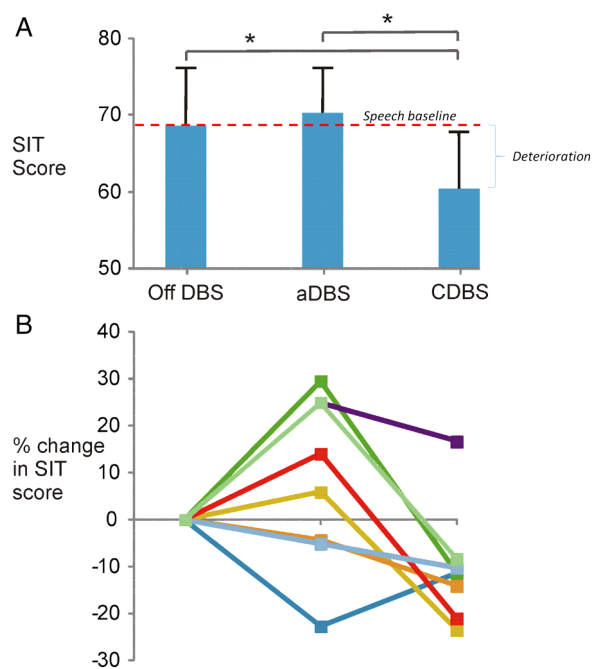 A
*
*
80
70
Speech baseline
SIT
Score
Deterioration
60
50
Off DBS
aDBS
CDBS
B
40
30
20
% change
in SIT
score
10
0
-10
-20
-30